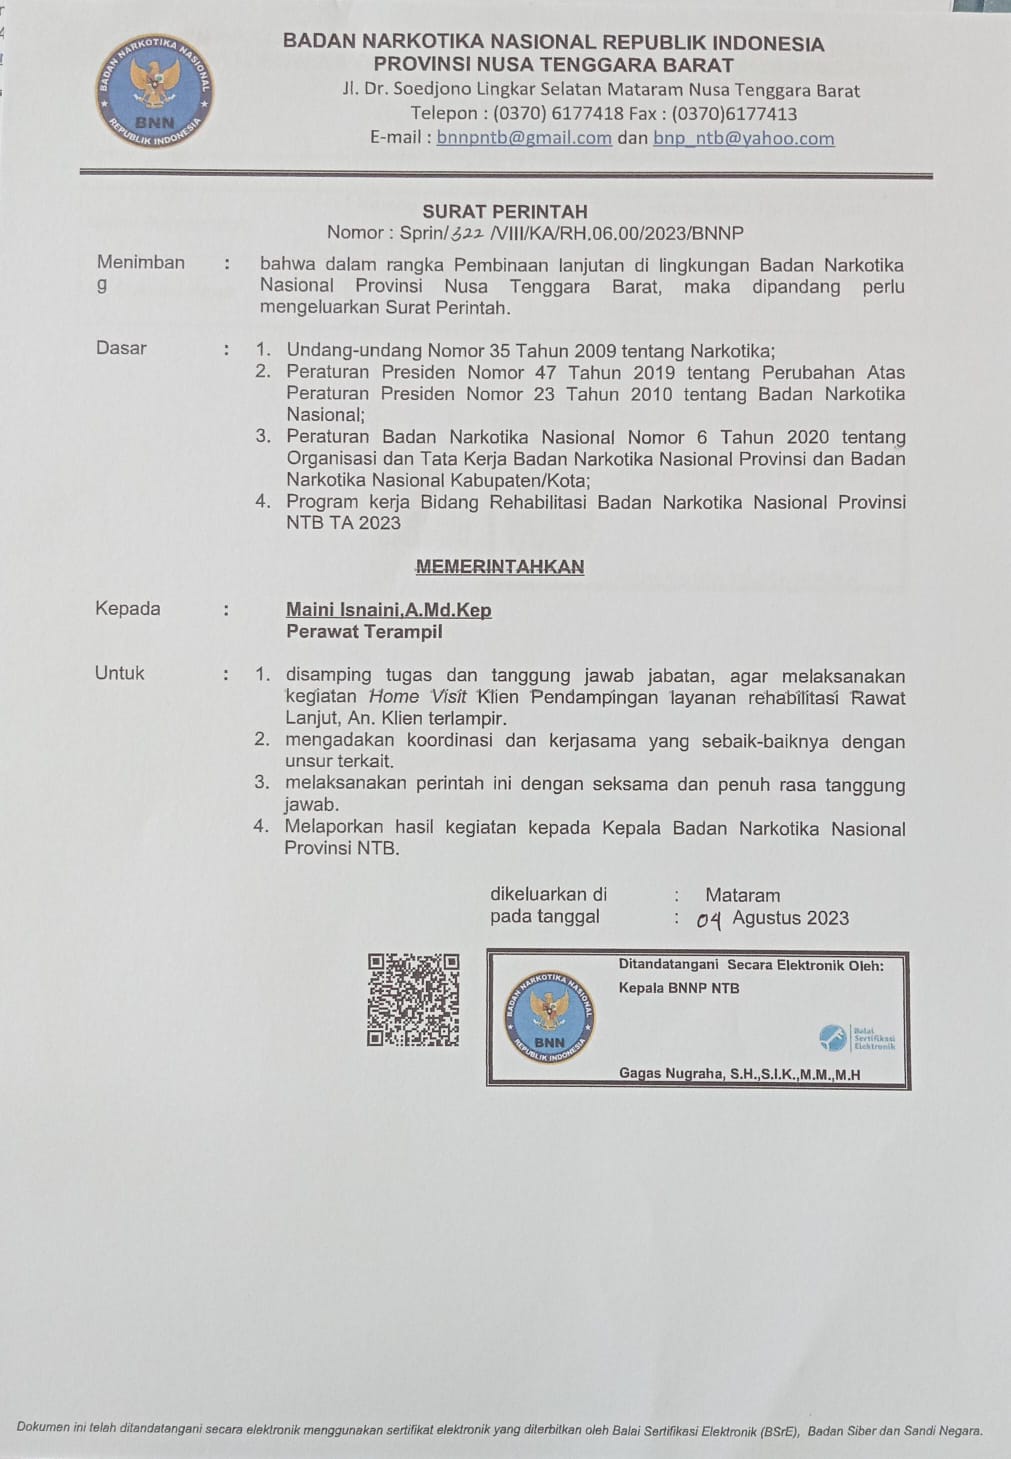 BADAN NARKOTIKA NASIONAL
BNN
REPUBLIK INDONESIA
BADAN NARKOTIKA NASIONAL REPUBLIK INDONESIA
PROVINSI NUSA TENGGARA BARAT
Jl. Dr. Soedjono Lingkar Selatan Mataram Nusa Tenggara Barat
Telepon : (0370) 6177418 Fax : (0370)6177413
E-mail : bnnpntb@gmail.com dan bnp_ntb@yahoo.com
SURAT PERINTAH
Nomor : Sprin/322 /VIII/KA/RH.06.00/2023/BNNP
Menimban : bahwa dalam rangka Pembinaan lanjutan di lingkungan Badan Narkotika
g Nasional Provinsi Nusa Tenggara Barat, maka dipandang perlu
mengeluarkan Surat Perintah.
Dasar : 1. Undang-undang Nomor 35 Tahun 2009 tentang Narkotika;
2. Peraturan Presiden Nomor 47 Tahun 2019 tentang Perubahan Atas
Peraturan Presiden Nomor 23 Tahun 2010 tentang Badan Narkotika
Nasional;
3. Peraturan Badan Narkotika Nasional Nomor 6 Tahun 2020 tentang
Organisasi dan Tata Kerja Badan Narkotika Nasional Provinsi dan Badan
Narkotika Nasional Kabupaten/Kota;
4. Program kerja Bidang Rehabilitasi Badan Narkotika Nasional Provinsi
NTB TA 2023
MEMERINTAHKAN
Kepada : Maini Isnaini,A.Md.Kep
Perawat Terampil
Untuk : 1. disamping tugas dan tanggung jawab jabatan, agar melaksanakan
kegiatan Home Visit Klien Pendampingan layanan rehabilitasi Rawat
Lanjut, An. Klien terlampir.
2. mengadakan koordinasi dan kerjasama yang sebaik-baiknya dengan
unsur terkait.
3. melaksanakan perintah ini dengan seksama dan penuh rasa tanggung
jawab.
4. Melaporkan hasil kegiatan kepada Kepala Badan Narkotika Nasional
Provinsi NTB.
dikeluarkan di : Mataram
pada tanggal : 09 Agustus 2023
Ditandatangani Secara Elektronik Oleh:
Kepala BNNP NTB
BADAN NARKOTIKA NASIONAL
BNN
REPUBLIK INDONESIA
Balai
Sertifikasi
Elektronik
Gagas Nugraha, S.H.,S.I.K.,M.M.,M.H
Dokumen ini telah ditandatangani secara elektronik menggunakan sertifikat elektronik yang diterbitkan oleh Balai Sertifikasi Elektronik (BSrE), Badan Siber dan Sandi Negara.